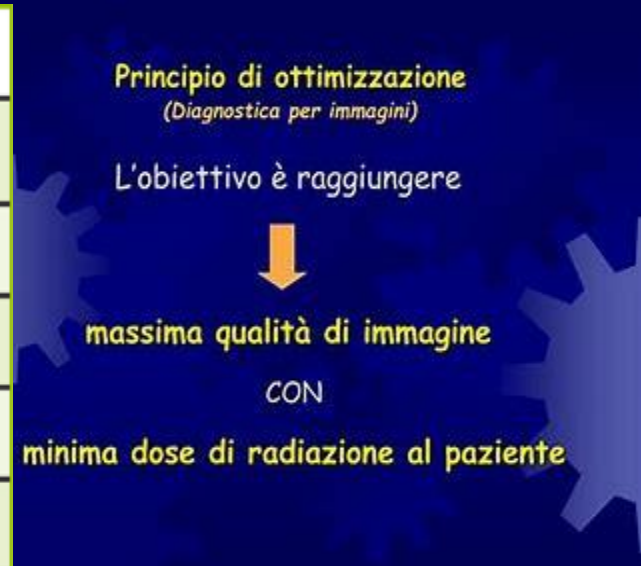 Principio di ottimizzazione
(Diagnostica per immagini)
L'obiettivo è raggiungere
massima qualità di immagine
CON
minima dose di radiazione al paziente